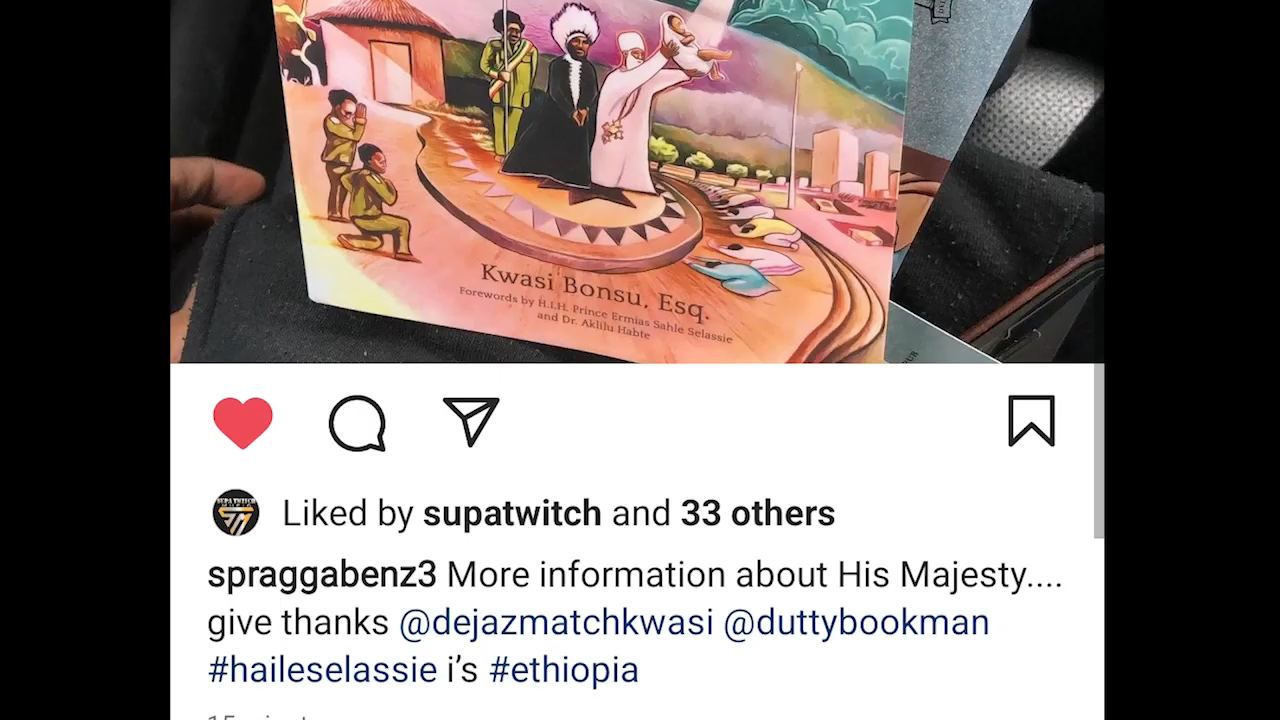 Kwasi Bonsu, Esq.
Forewords by H.I.H. Prince Ermias Sahle Selassie
and Dr. Aklilu Habte
Liked by supatwitch and 33 others
spraggabenz3 More information about His Majesty....
give thanks @dejazmatchkwasi @duttybookman
#haileselassie i's #ethiopia